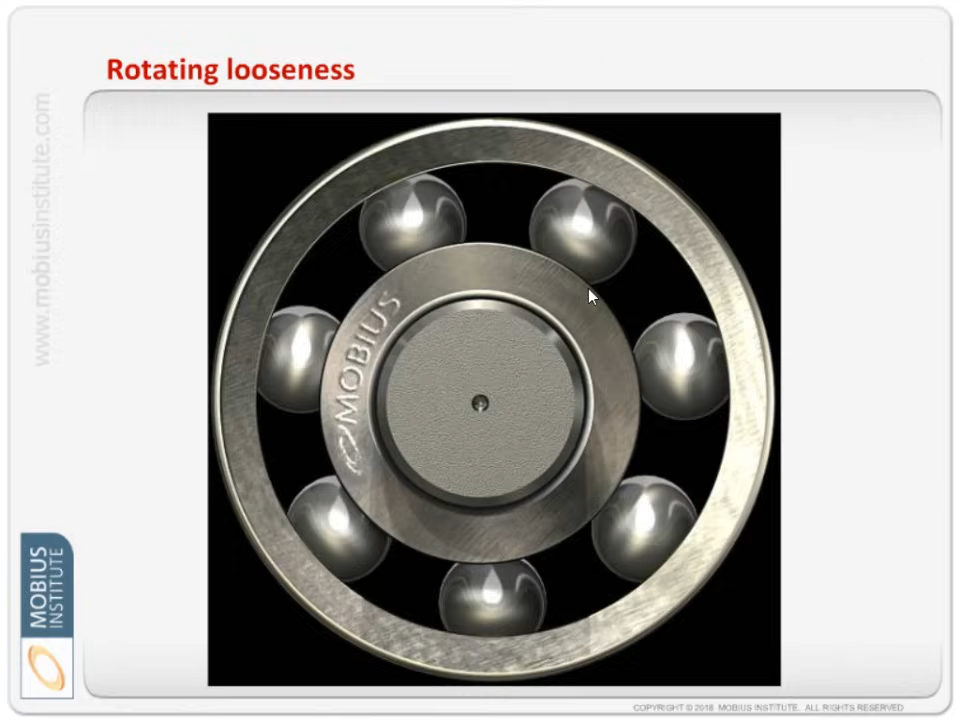 Rotating looseness
www.mobiusinstitute.com
MOBIUS
MOBIUS
INSTITUTE
COPYRIGHT © 2018 MOBIUS INSTITUTE. ALL RIGHTS RESERVED